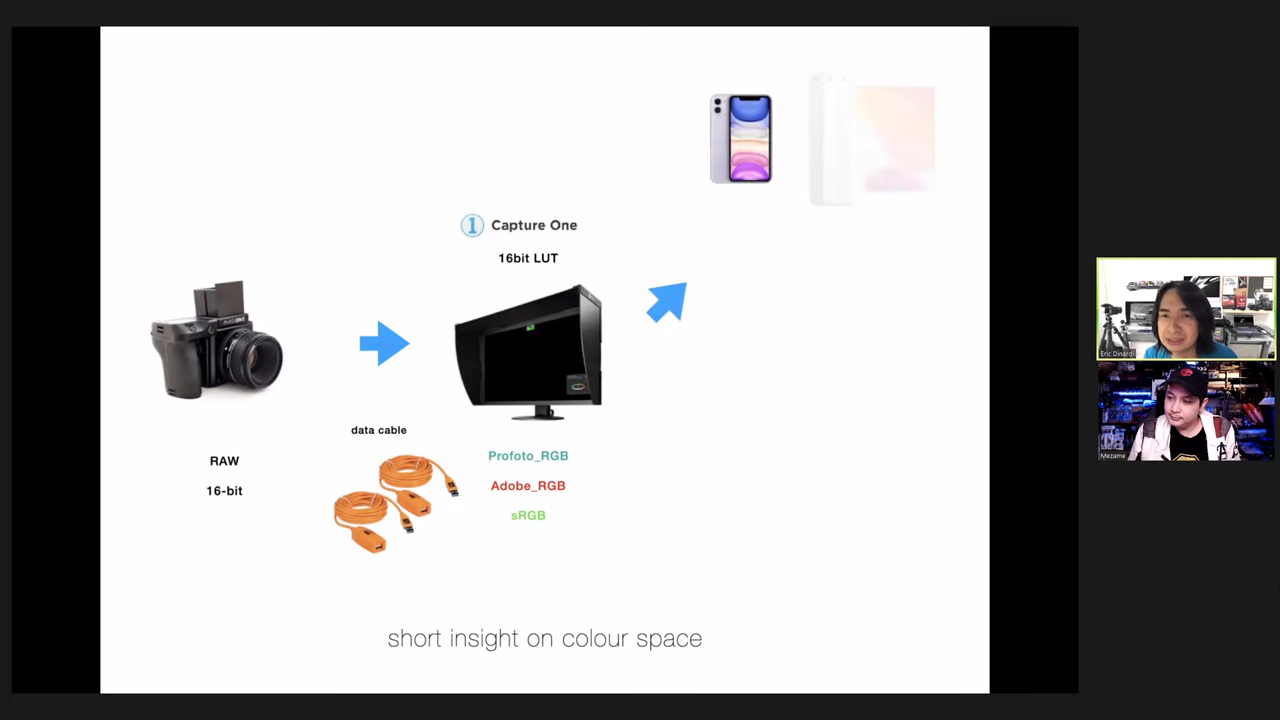 1 Capture One
16bit LUT
data cable
RAW
16-bit
Profoto_RGB
Adobe_RGB
sRGB
short insight on colour space
Eric Dinardi
Mezame